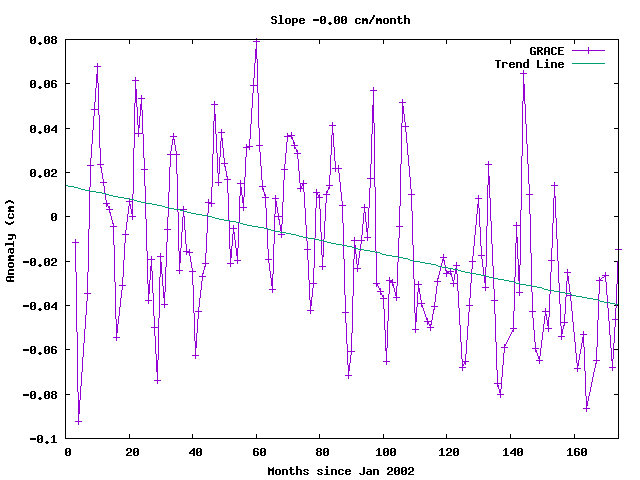 Slope -0.00 cm/month
0.08
GRACE
Trend Line
0.06
0.04
0.02
0
-0.02
-0.04
-0.06
-0.08
-0.1
Anomaly (cm)
0 20 40 60 80 100 120 140 160
Months since Jan 2002